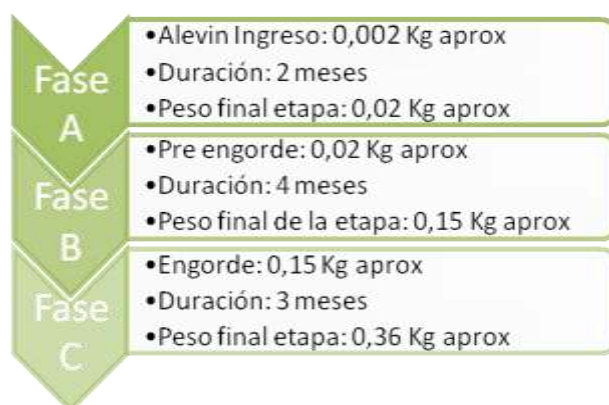 Fase
A
•Alevin Ingreso: 0,002 Kg aprox
•Duración: 2 meses
•Peso final etapa: 0,02 Kg aprox
Fase
B
•Pre engorde: 0,02 Kg aprox
•Duración: 4 meses
•Peso final de la etapa: 0,15 Kg aprox
Fase
C
•Engorde: 0,15 Kg aprox
•Duración: 3 meses
•Peso final etapa: 0,36 Kg aprox